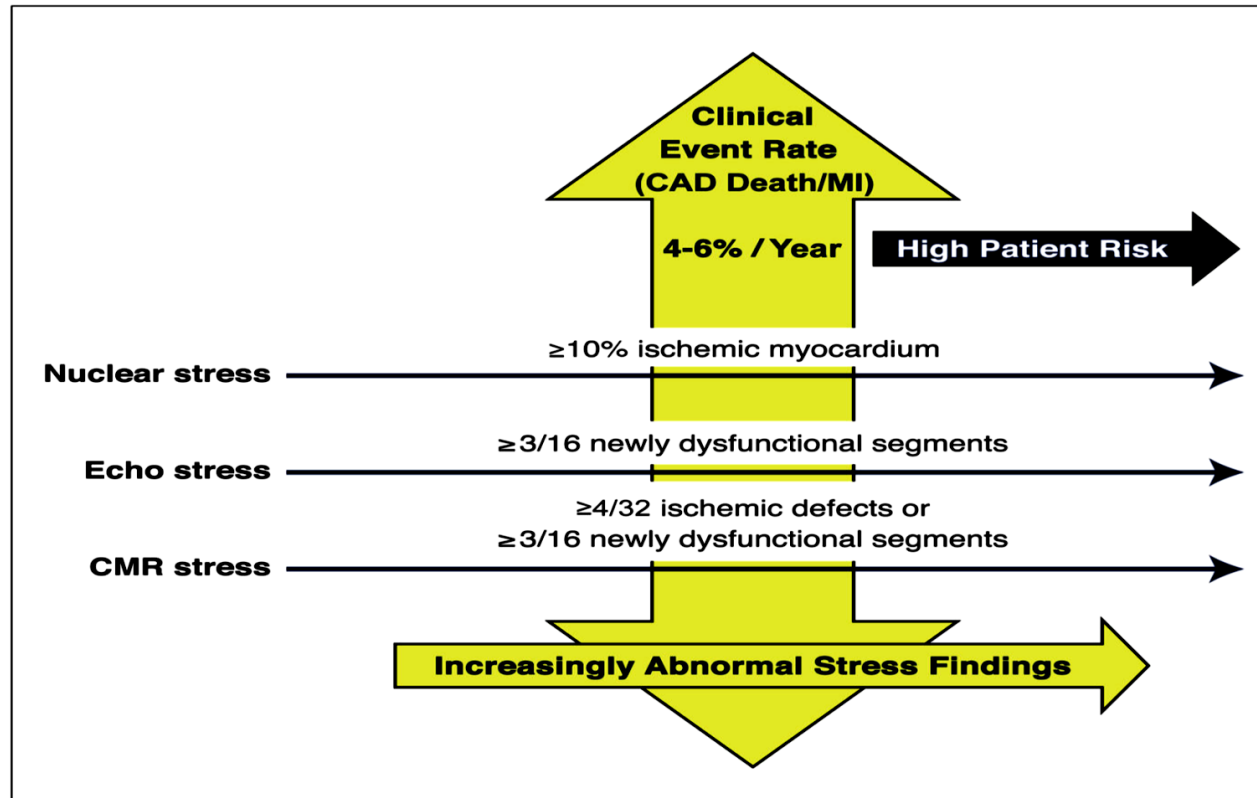 Clinical
Event Rate
(CAD Death/MI)
4-6% / Year
High Patient Risk
≥10% ischemic myocardium
Nuclear stress
≥3/16 newly dysfunctional segments
Echo stress
≥4/32 ischemic defects or
≥3/16 newly dysfunctional segments
CMR stress
Increasingly Abnormal Stress Findings